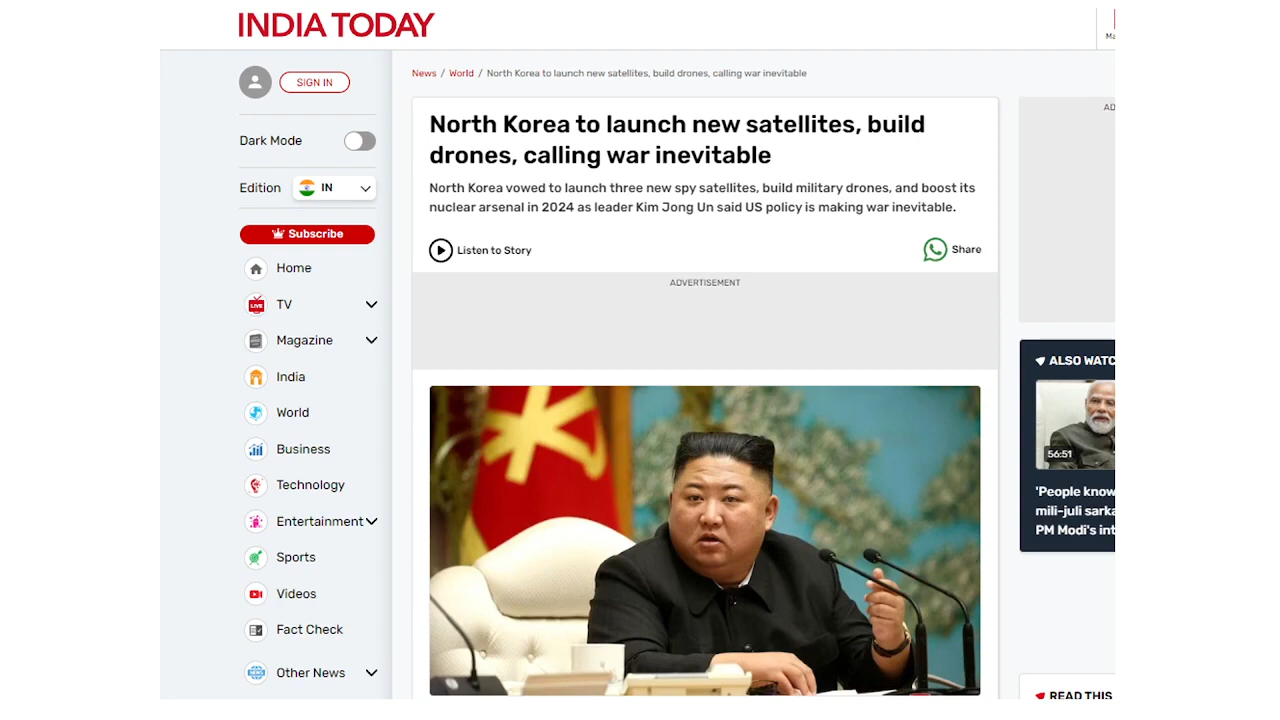 INDIA TODAY
Ma
SIGN IN
Dark Mode
Edition
IN
Subscribe
Home
TV
LIVE
Magazine
India
World
Business
Technology
Entertainment
Sports
Videos
Fact Check
Other News
News / World / North Korea to launch new satellites, build drones, calling war inevitable
North Korea to launch new satellites, build
drones, calling war inevitable
North Korea vowed to launch three new spy satellites, build military drones, and boost its
nuclear arsenal in 2024 as leader Kim Jong Un said US policy is making war inevitable.
Listen to Story
Share
ADVERTISEMENT
AD
ALSO WATC
56:51
'People know
mili-juli sarka
PM Modi's int
READ THIS